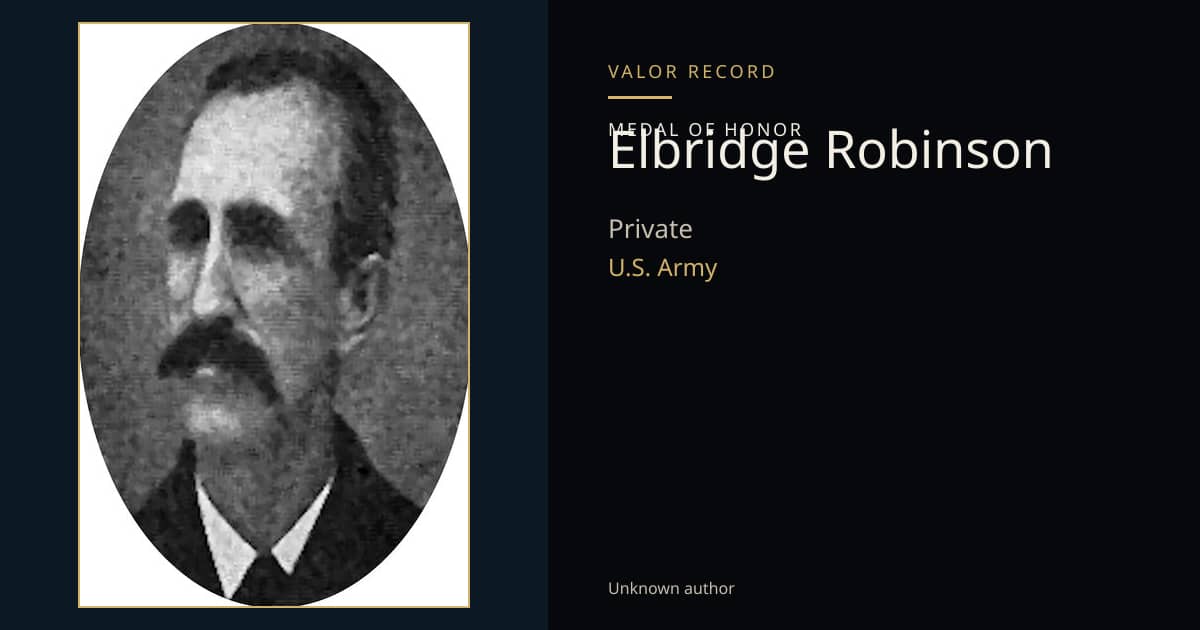 VALOR RECORD
MEDAL OF HONOR
Elbridge Robinson
Private
U.S. Army
Unknown author